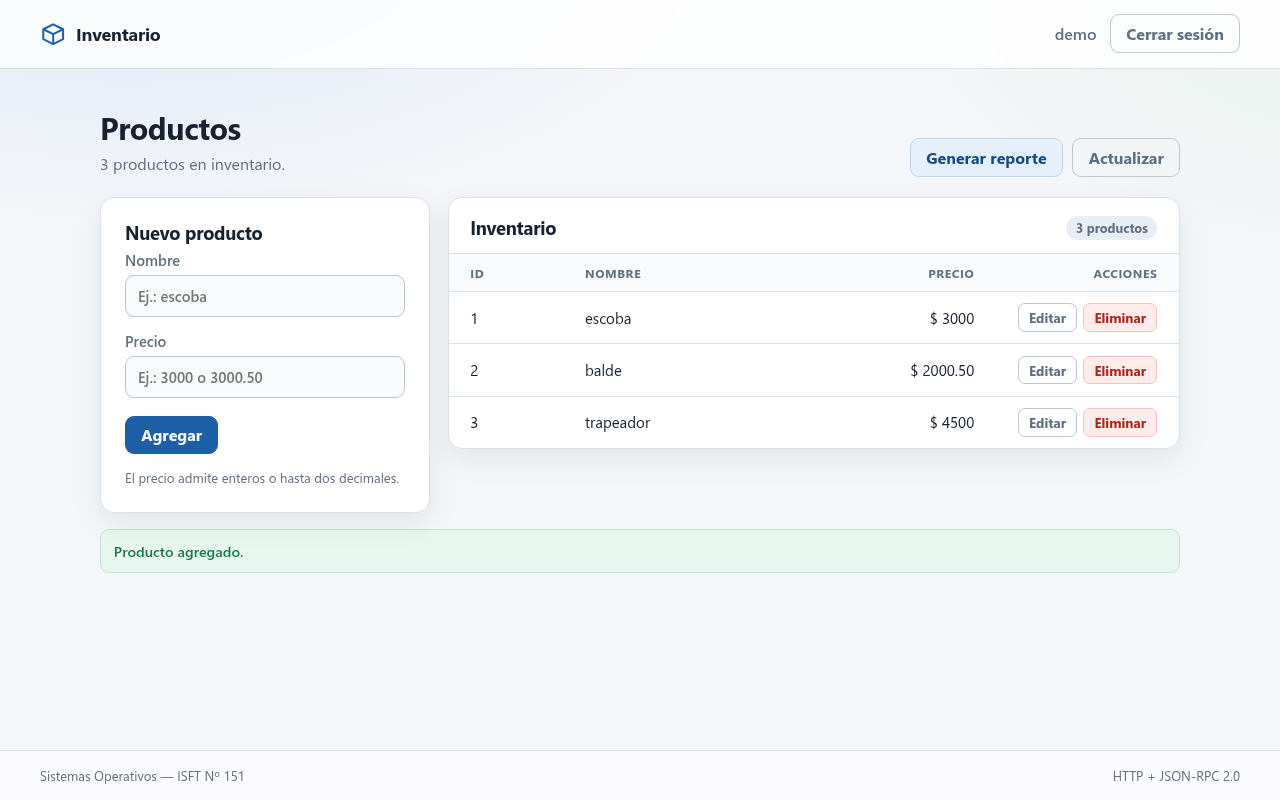 Inventario
demo
Cerrar sesión
Productos
3 productos en inventario.
Generar reporte
Actualizar
Nuevo producto
Nombre
Ej.: escoba
Precio
Ej.: 3000 o 3000.50
Agregar
El precio admite enteros o hasta dos decimales.
Inventario
3 productos
ID NOMBRE PRECIO ACCIONES
1 escoba $ 3000 Editar Eliminar
2 balde $ 2000.50 Editar Eliminar
3 trapeador $ 4500 Editar Eliminar
Producto agregado.
Sistemas Operativos — ISFT Nº 151
HTTP + JSON-RPC 2.0